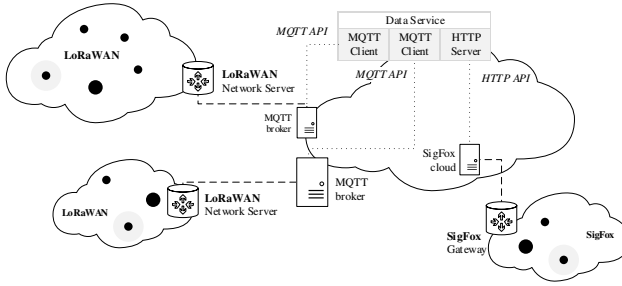 Data Service
MQTT API
MQTT
Client
MQTT
Client
HTTP
Server
LoRaWAN
LoRaWAN
Network Server
MQTT API
HTTP API
MQTT
broker
SigFox
cloud
LoRaWAN
LoRaWAN
Network Server
MQTT
broker
SigFox
Gateway
SigFox